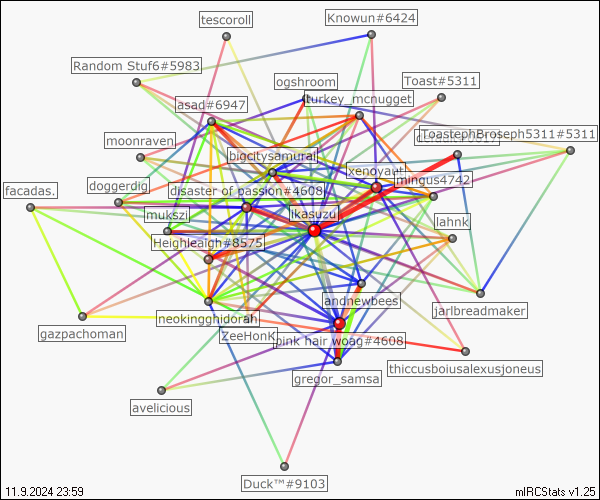 tescoroll
Knowun#6424
Random Stuf6#5983
ogshroom
Toast#5311
turkey_mcnugget
asad#6947
ToastephBroseph5311#5311
moonraven
bigcitysamurai
xenoyaut
mingus4742
doggerdig
disaster of passion#4608
facadas.
mukszi
ikasuzu
lahnk
Heighleaigh#8575
andnewbees
neokingghidorah
jarlbreadmaker
gazpachoman
ZeeHonk
pink hair woag#4608
thiccusboiusalexusjoneus
gregor_samsa
avelicious
Duck™#9103
11.9.2024 23:59
mIRCStats v1.25